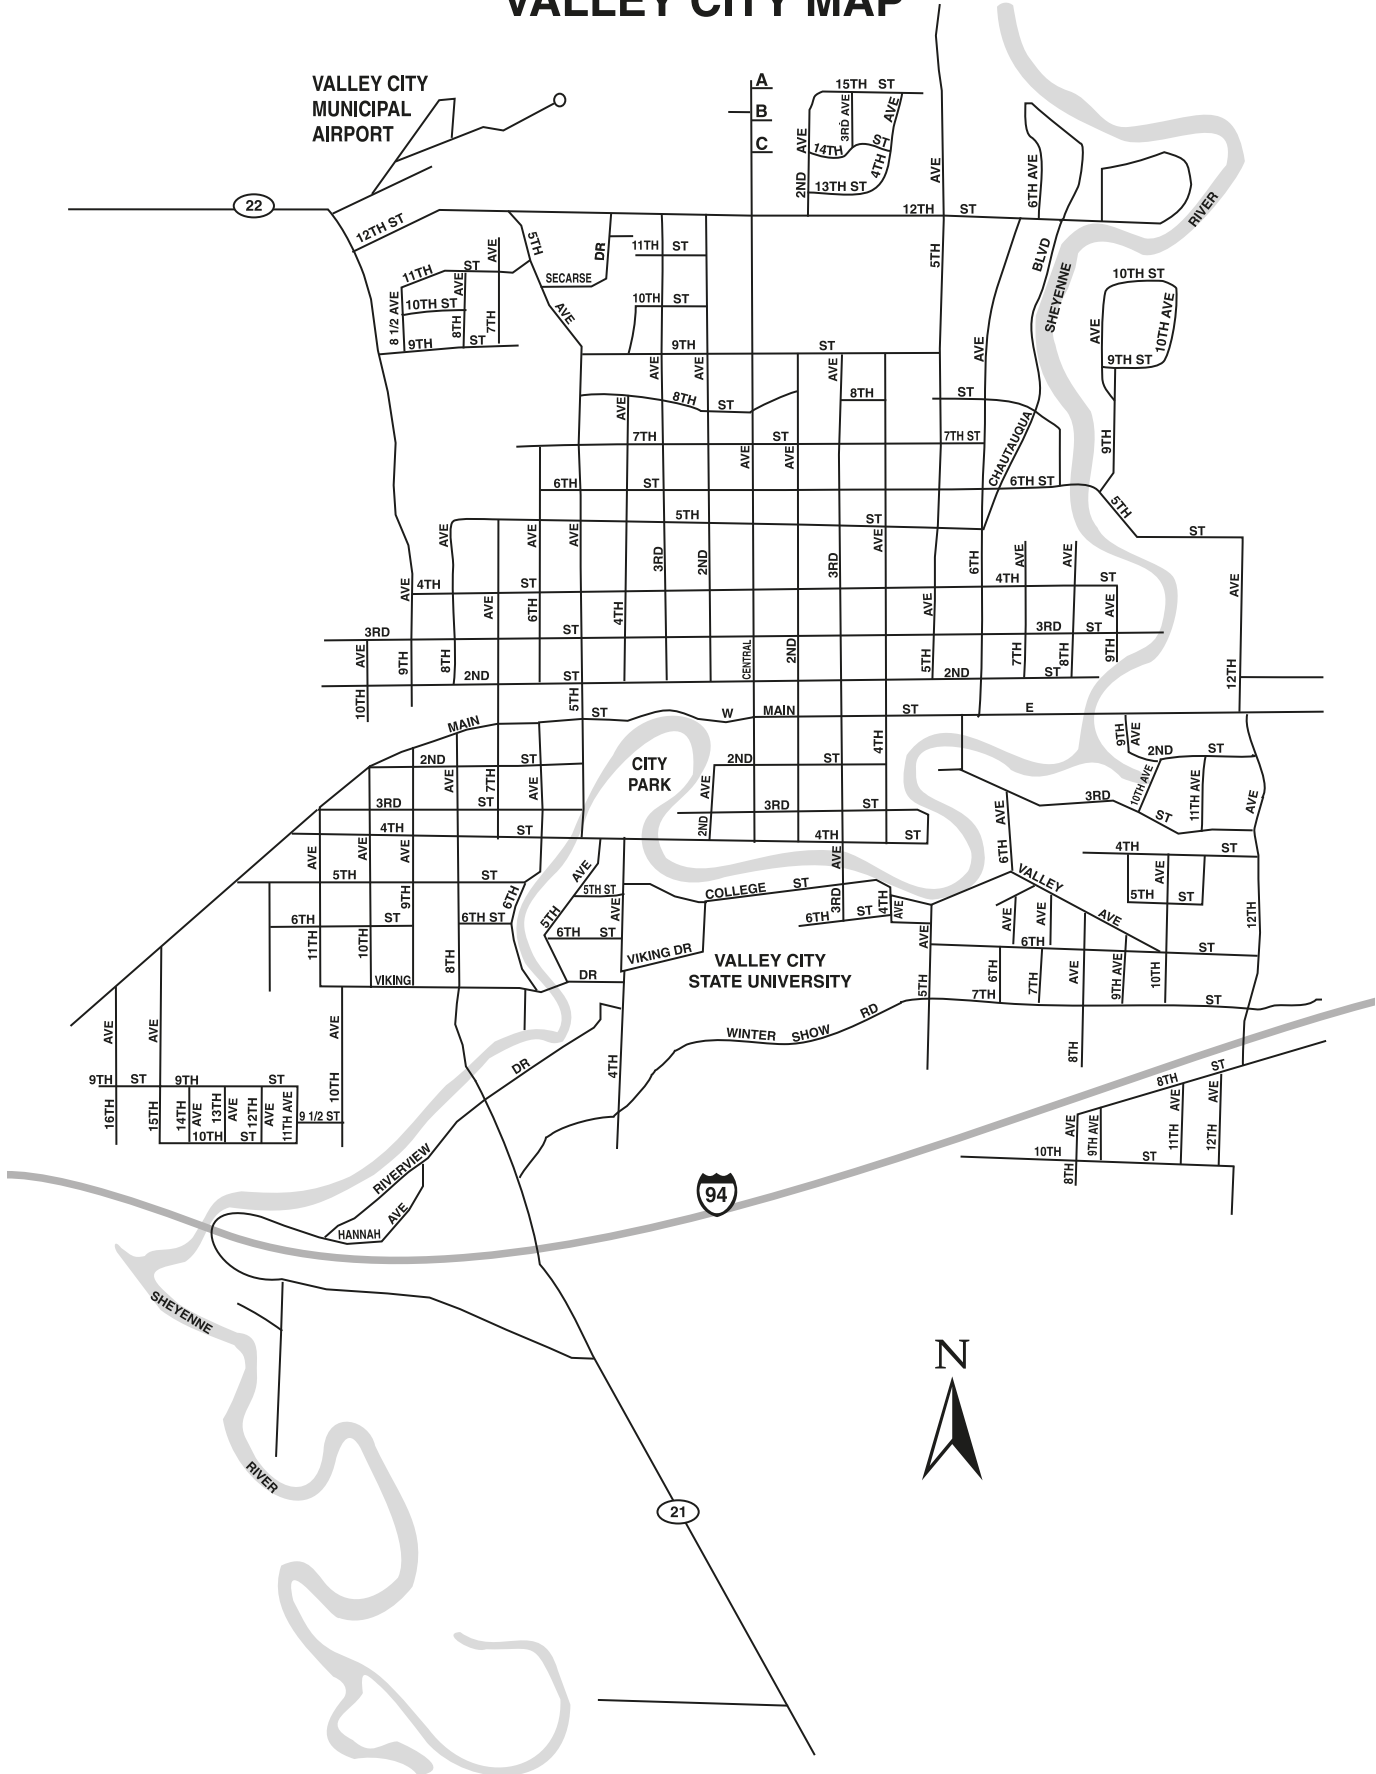 VALLEY CITY MAP
VALLEY CITY
MUNICIPAL
AIRPORT
A
B
C
15TH ST
3RD AVE
AVE
14TH ST
4TH
2ND AVE
13TH ST
AVE
6TH AVE
RIVER
22
12TH ST
12TH ST
5TH
AVE
SECARSE DR
11TH ST
5TH
BLVD
SHEYENNE
11TH ST
AVE
AVE
8 1/2 AVE
10TH ST
8TH
7TH
9TH ST
10TH ST
10TH ST
AVE
10TH AVE
9TH ST
9TH ST
AVE
AVE
AVE
AVE
8TH ST
8TH
ST
AVE
7TH ST
7TH ST
AVE
AVE
CHAUTAUQUA
9TH
6TH ST
6TH ST
5TH
ST
5TH ST
AVE
AVE
AVE
AVE
3RD
2ND
3RD
6TH
AVE
AVE
AVE
4TH ST
4TH ST
AVE
AVE
6TH
4TH
AVE
AVE
3RD ST
3RD ST
AVE
9TH
8TH
CENTRAL
2ND
5TH
7TH
8TH
9TH
12TH
2ND ST
2ND ST
10TH
5TH
MAIN ST W MAIN ST E
CITY
PARK
4TH
2ND ST
AVE
7TH
AVE
2ND ST
AVE
2ND
9TH
AVE
2ND ST
10TH AVE
11TH AVE
AVE
3RD ST
3RD ST
3RD
ST
4TH ST
4TH ST
AVE
6TH
AVE
AVE
AVE
AVE
4TH ST
5TH ST
AVE
5TH ST
COLLEGE ST
VALLEY
AVE
AVE
5TH ST
9TH
6TH
5TH
AVE
3RD
4TH
AVE
AVE
AVE
12TH
6TH ST
6TH ST
6TH ST
6TH ST
6TH
ST
11TH
10TH
8TH
VIKING DR
VIKING
DR
VALLEY CITY
STATE UNIVERSITY
AVE
5TH
6TH
7TH
AVE
9TH AVE
10TH
7TH
ST
WINTER SHOW RD
AVE
AVE
AVE
DR
4TH
8TH
8TH ST
9TH ST
9TH ST
16TH
15TH
14TH
AVE
13TH
AVE
12TH
AVE
11TH AVE
10TH
9 1/2 ST
10TH ST
AVE
9TH AVE
AVE
11TH
AVE
12TH
10TH ST
8TH
RIVERVIEW
HANNAH AVE
94
SHEYENNE
RIVER
N
21